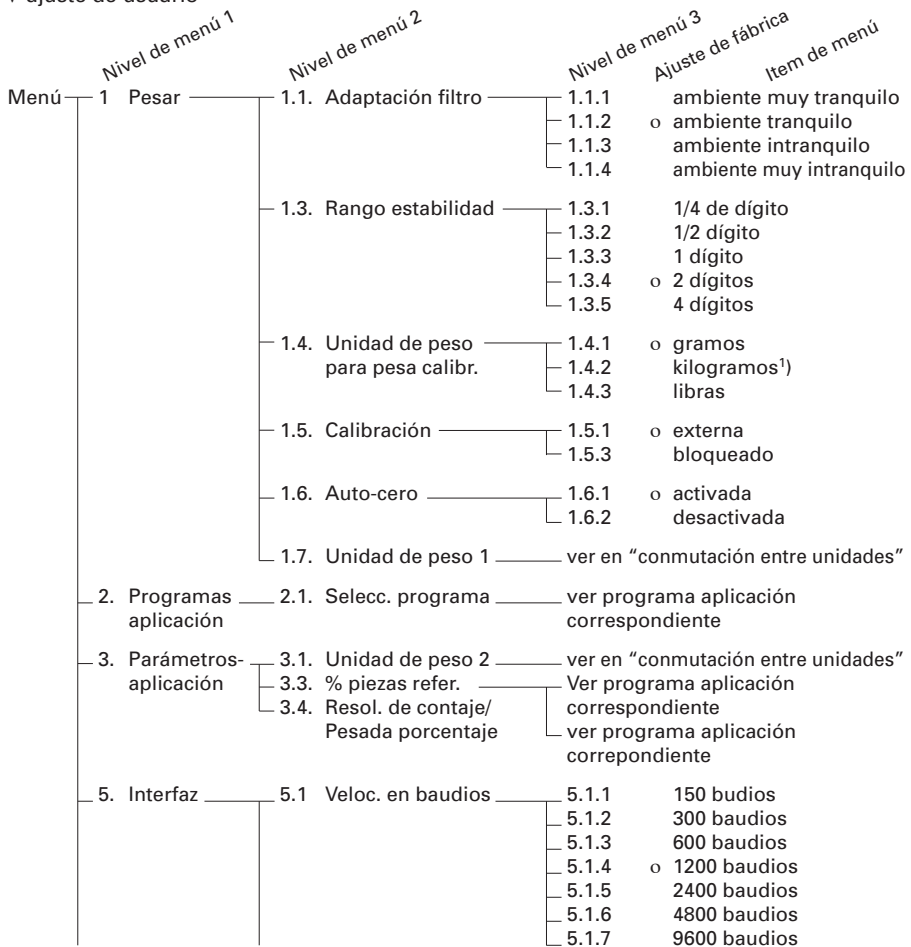 Nivel de menú 1 Nivel de menú 2 Nivel de menú 3 Ajuste de fábrica Item de menú
Menú 1 Pesar 1.1. Adaptación filtro 1.1.1 ambiente muy tranquilo
1.1.2 o ambiente tranquilo
1.1.3 ambiente intranquilo
1.1.4 ambiente muy intranquilo
1.3. Rango estabilidad 1.3.1 1/4 de dígito
1.3.2 1/2 dígito
1.3.3 1 dígito
1.3.4 o 2 dígitos
1.3.5 4 dígitos
1.4. Unidad de peso 1.4.1 o gramos
para pesa calibr. 1.4.2 kilogramos¹)
1.4.3 libras
1.5. Calibración 1.5.1 o externa
1.5.3 bloqueado
1.6. Auto-cero 1.6.1 o activada
1.6.2 desactivada
1.7. Unidad de peso 1 ver en "conmutación entre unidades"
2. Programas 2.1. Selecc. programa ver programa aplicación
aplicación correspondiente
3. Parámetros- 3.1. Unidad de peso 2 ver en "conmutación entre unidades"
aplicación 3.3. % piezas refer. Ver programa aplicación
3.4. Resol. de contaje/ correspondiente
Pesada porcentaje ver programa aplicación
correpondiente
5. Interfaz 5.1 Veloc. en baudios 5.1.1 150 budios
5.1.2 300 baudios
5.1.3 600 baudios
5.1.4 o 1200 baudios
5.1.5 2400 baudios
5.1.6 4800 baudios
5.1.7 9600 baudios